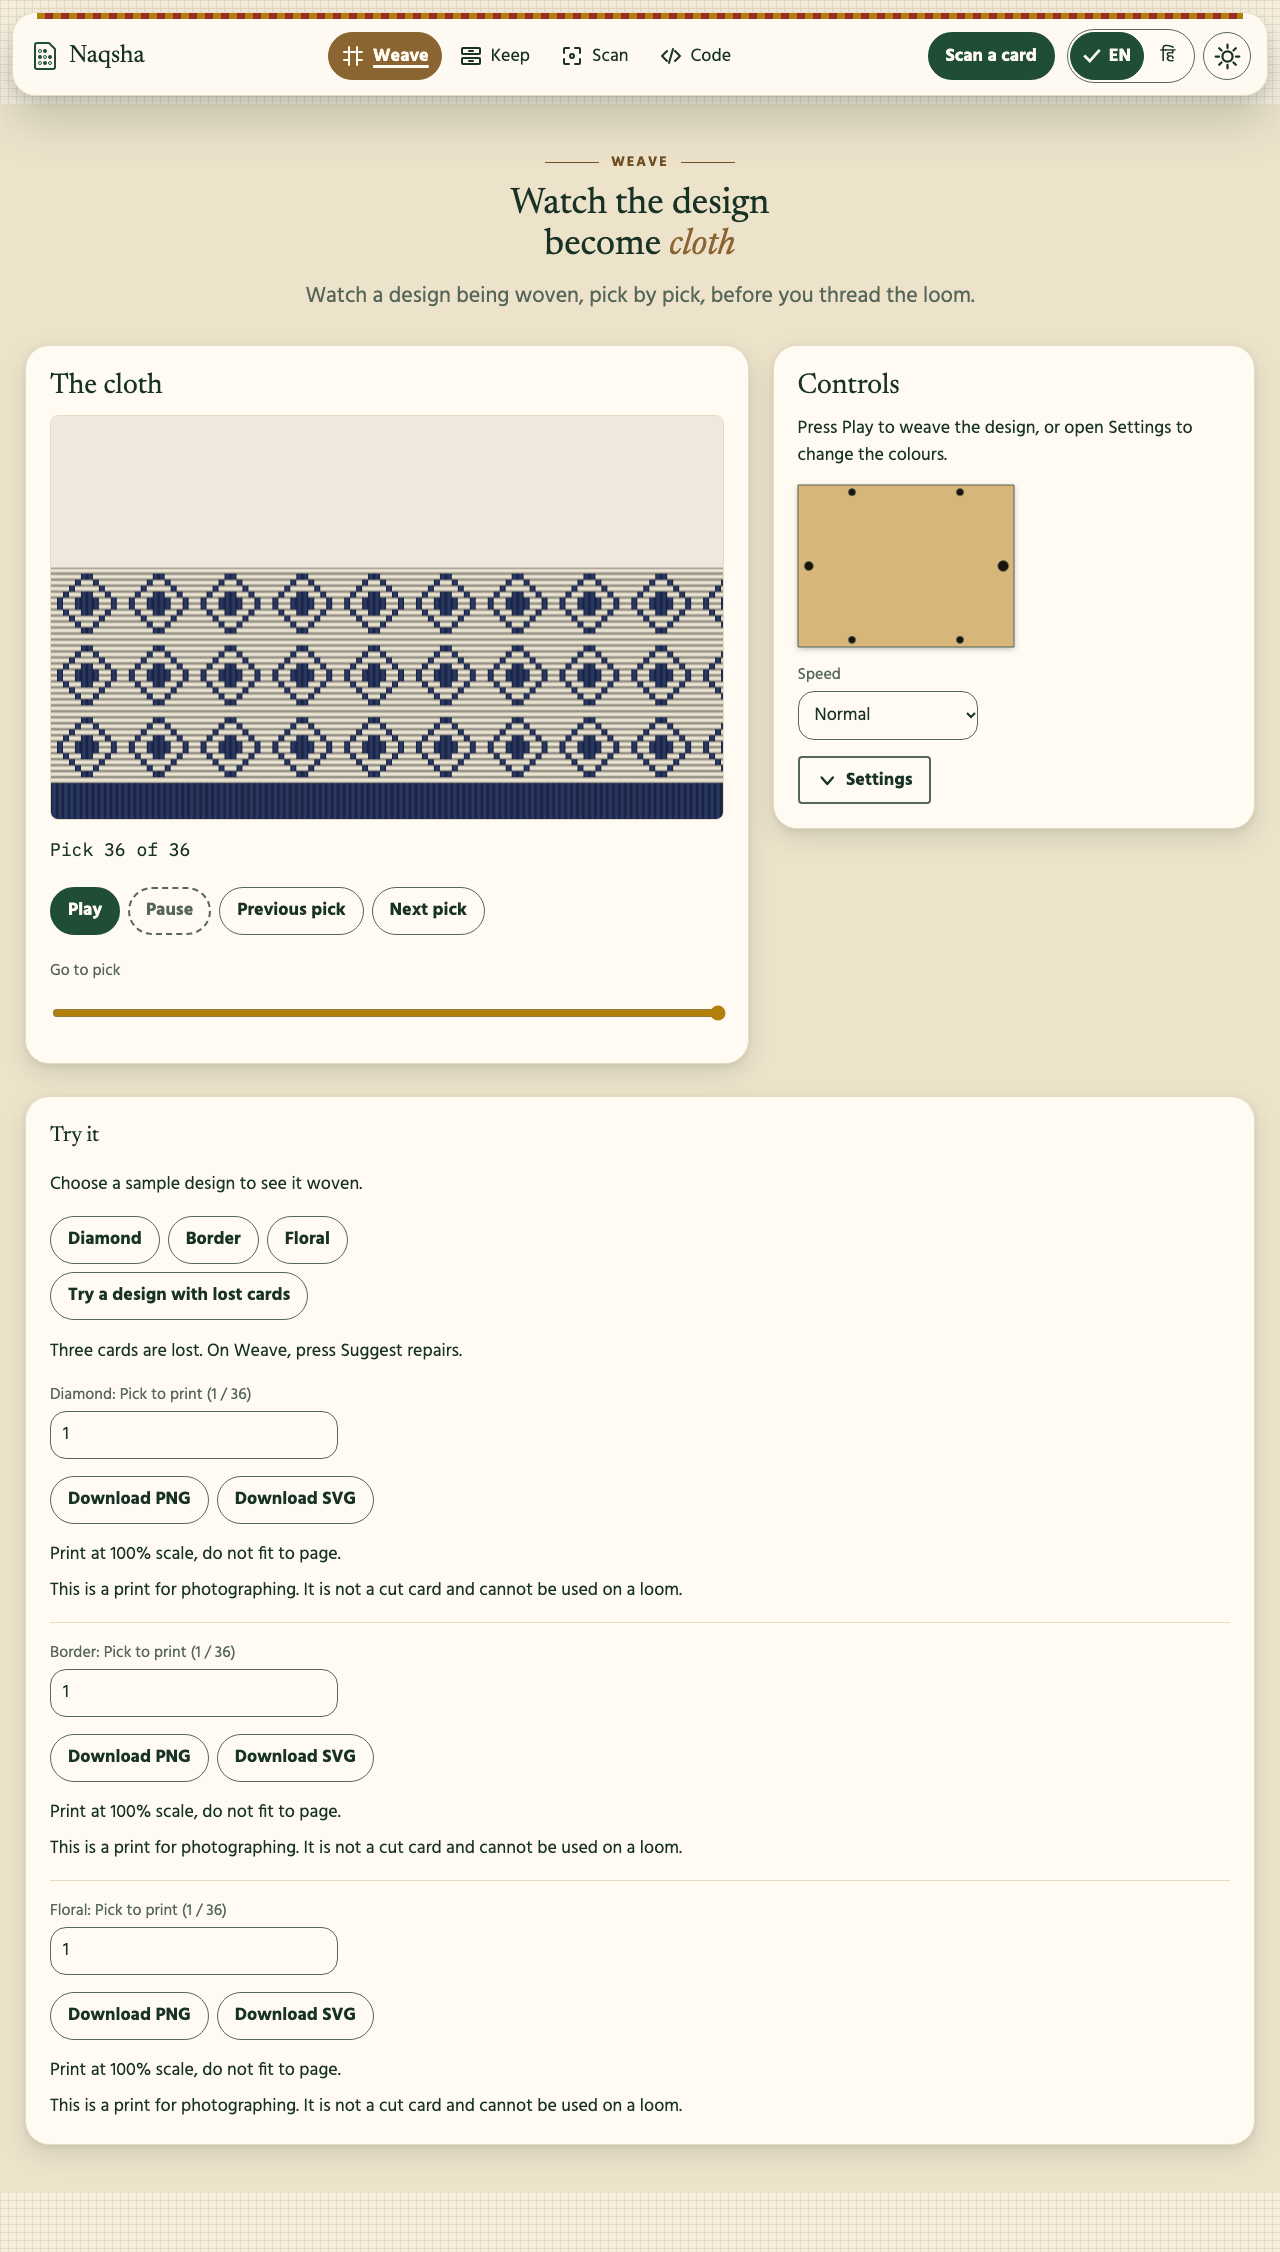 Naqsha
Weave
Keep
Scan
Code
Scan a card
EN
हिं
WEAVE
Watch the design
become cloth
Watch a design being woven, pick by pick, before you thread the loom.
The cloth
Pick 36 of 36
Play
Pause
Previous pick
Next pick
Go to pick
Controls
Press Play to weave the design, or open Settings to
change the colours.
Speed
Normal
Settings
Try it
Choose a sample design to see it woven.
Diamond
Border
Floral
Try a design with lost cards
Three cards are lost. On Weave, press Suggest repairs.
Diamond: Pick to print (1 / 36)
1
Download PNG
Download SVG
Print at 100% scale, do not fit to page.
This is a print for photographing. It is not a cut card and cannot be used on a loom.
Border: Pick to print (1 / 36)
1
Download PNG
Download SVG
Print at 100% scale, do not fit to page.
This is a print for photographing. It is not a cut card and cannot be used on a loom.
Floral: Pick to print (1 / 36)
1
Download PNG
Download SVG
Print at 100% scale, do not fit to page.
This is a print for photographing. It is not a cut card and cannot be used on a loom.